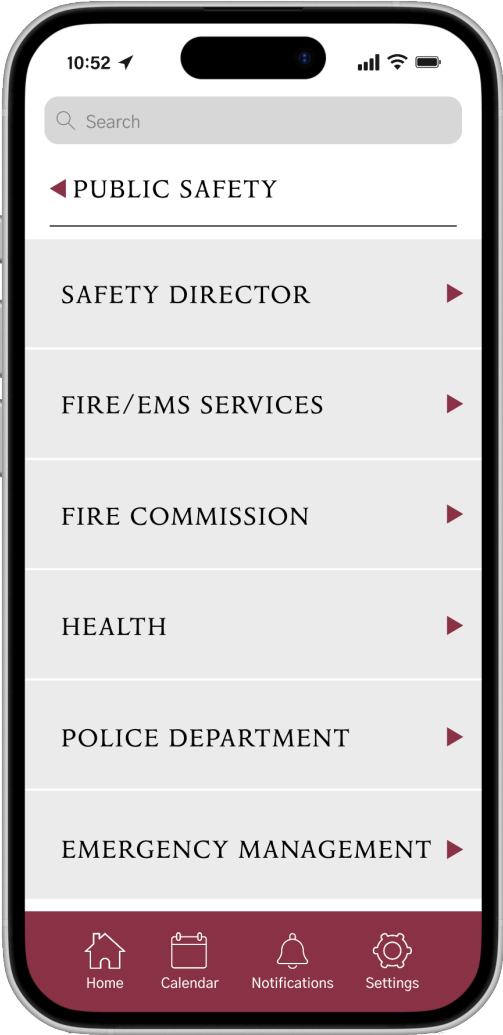 10:52
Search
PUBLIC SAFETY
SAFETY DIRECTOR
FIRE/EMS SERVICES
FIRE COMMISSION
HEALTH
POLICE DEPARTMENT
EMERGENCY MANAGEMENT
Home Calendar Notifications Settings